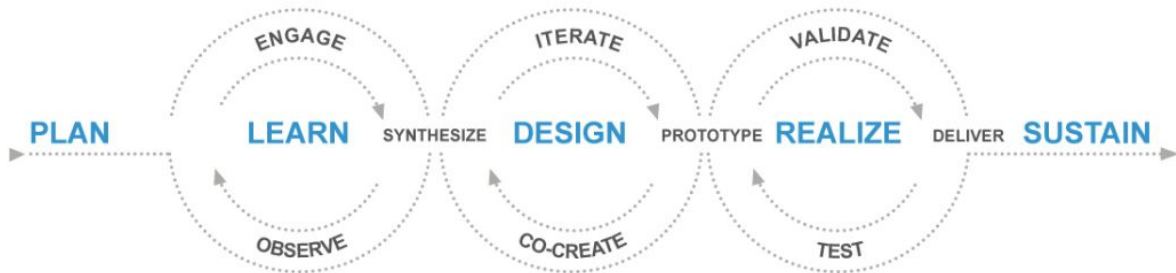 ENGAGE ITERATE VALIDATE
PLAN LEARN SYNTHESIZE DESIGN PROTOTYPE REALIZE DELIVER SUSTAIN
OBSERVE CO-CREATE TEST